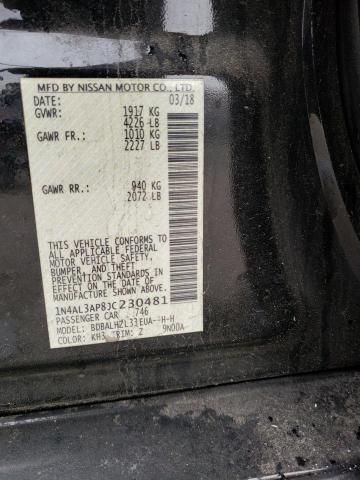 MFD BY NISSAN MOTOR CO., LTD.
DATE: 03/18
GVWR: 1917 KG
4226 LB
GAWR FR: 1010 KG
2227 LB
GAWR RR: 940 KG
2072 LB
THIS VEHICLE CONFORMS TO
ALL APPLICABLE FEDERAL
MOTOR VEHICLE SAFETY,
BUMPER, AND THEFT
PREVENTION STANDARDS IN
EFFECT ON THE DATE OF
MANUFACTURE SHOWN ABOVE.
1N4AL3AP8JC230481
PASSENGER CAR 746
MODEL: BDBALHZL33EUA--H-H
COLOR: KH3 TRIM: Z 9N00A